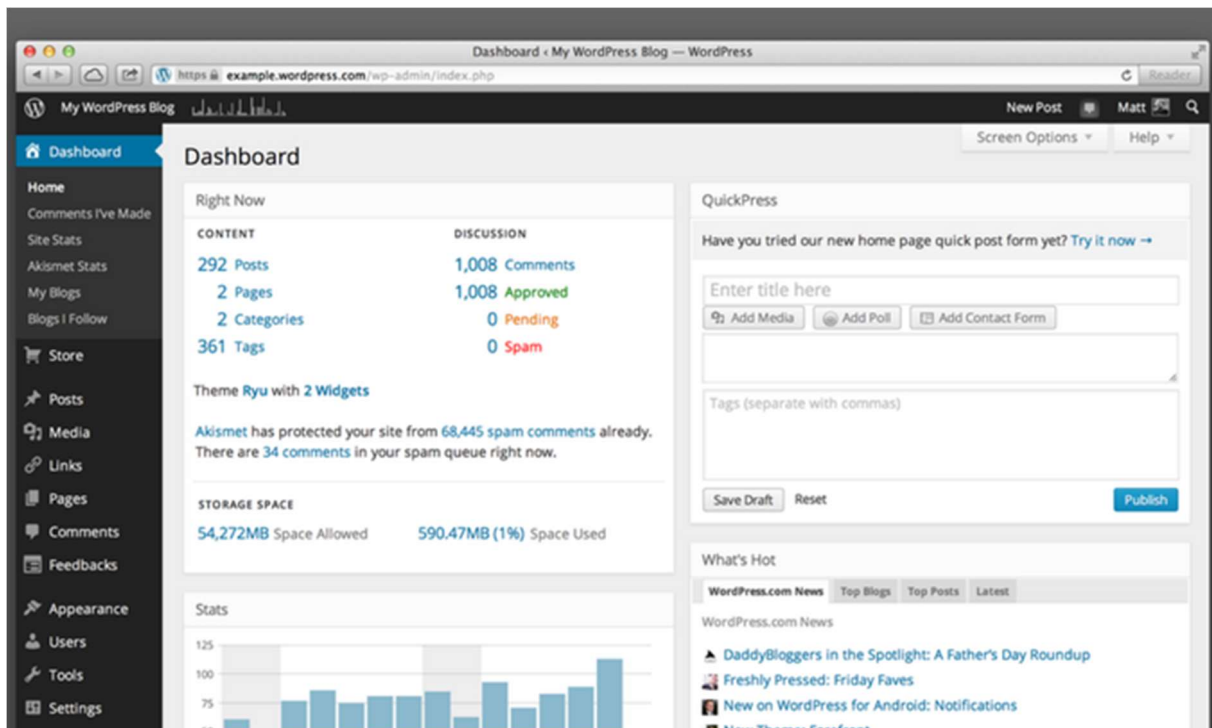 Dashboard ‹ My WordPress Blog — WordPress
https example.wordpress.com/wp-admin/index.php
Reader
My WordPress Blog
New Post
Matt
Screen Options
Help
Dashboard
Home
Comments I've Made
Site Stats
Akismet Stats
My Blogs
Blogs I Follow
Store
Posts
Media
Links
Pages
Comments
Feedbacks
Appearance
Users
Tools
Settings
Dashboard
Right Now
CONTENT
292 Posts
2 Pages
2 Categories
361 Tags
DISCUSSION
1,008 Comments
1,008 Approved
0 Pending
0 Spam
Theme Ryu with 2 Widgets
Akismet has protected your site from 68,445 spam comments already.
There are 34 comments in your spam queue right now.
STORAGE SPACE
54,272MB Space Allowed
590.47MB (1%) Space Used
Stats
125
100
75
QuickPress
Have you tried our new home page quick post form yet? Try it now →
Enter title here
Add Media
Add Poll
Add Contact Form
Tags (separate with commas)
Save Draft
Reset
Publish
What's Hot
WordPress.com News
Top Blogs
Top Posts
Latest
WordPress.com News
DaddyBloggers in the Spotlight: A Father's Day Roundup
Freshly Pressed: Friday Faves
New on WordPress for Android: Notifications